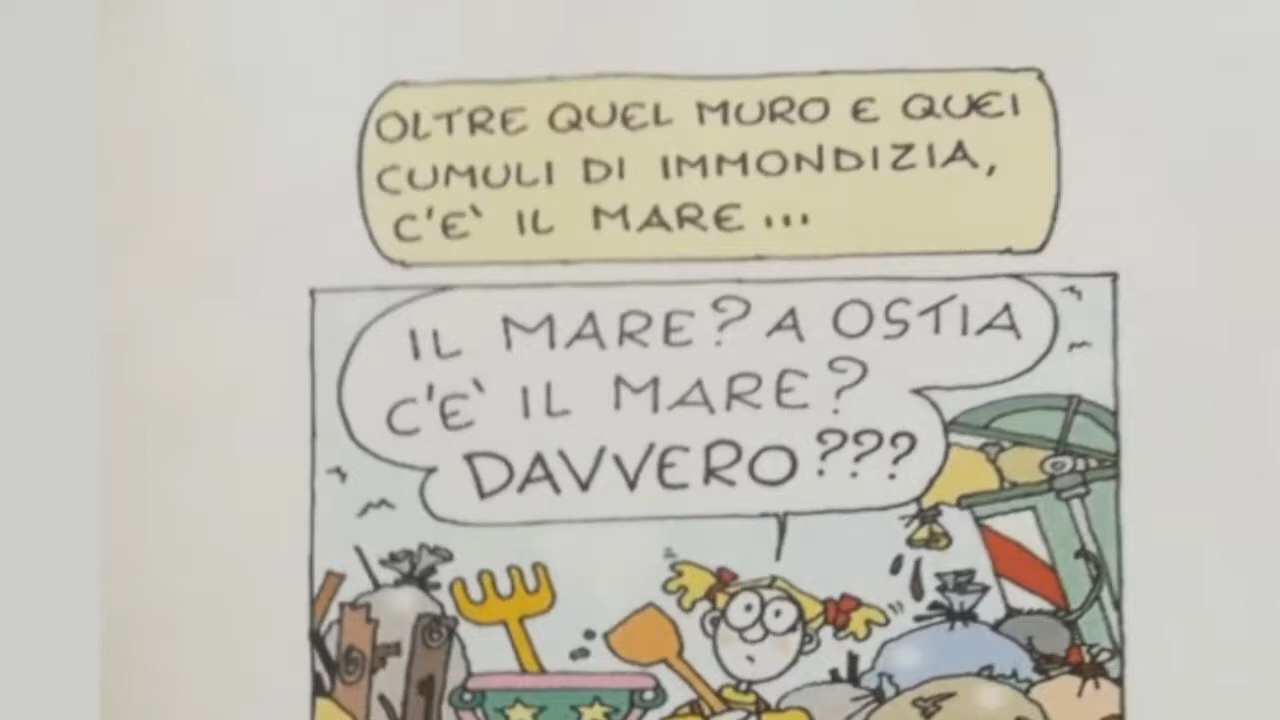 OLTRE QUEL MURO E QUEI
CUMULI DI IMMONDIZIA,
C'E' IL MARE...
IL MARE? A OSTIA
C'E' IL MARE?
DAVVERO???